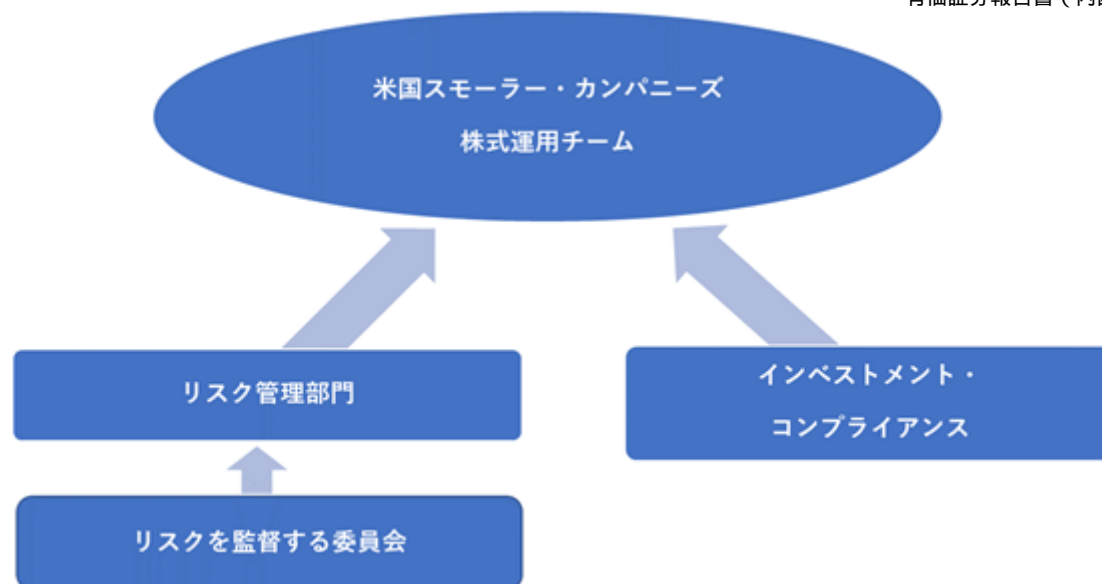 米国スモーラー・カンパニーズ
株式運用チーム
リスク管理部門
インベストメント・
コンプライアンス
リスクを監督する委員会